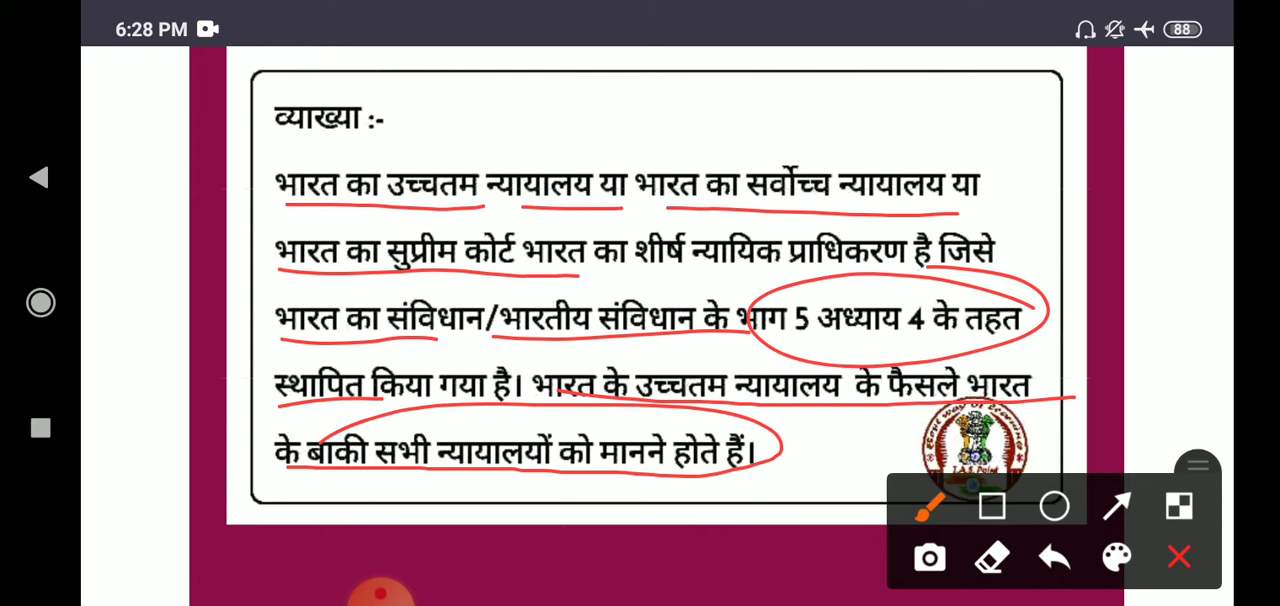 6:28 PM
88
व्याख्या :-
भारत का उच्चतम न्यायालय या भारत का सर्वोच्च न्यायालय या
भारत का सुप्रीम कोर्ट भारत का शीर्ष न्यायिक प्राधिकरण है जिसे
भारत का संविधान/भारतीय संविधान के भाग 5 अध्याय 4 के तहत
स्थापित किया गया है। भारत के उच्चतम न्यायालय के फैसले भारत
के बाकी सभी न्यायालयों को मानने होते हैं।
I.A.S. Point